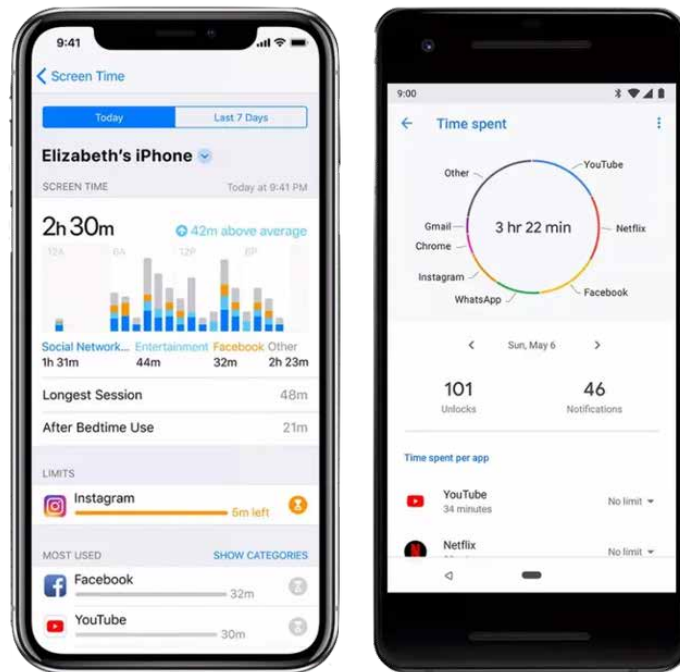 9:41
Screen Time
Today Last 7 Days
Elizabeth's iPhone
SCREEN TIME Today at 9:41 PM
2h 30m 42m above average
12A 6A 12P 6P
Social Network... Entertainment Facebook Other
1h 31m 44m 32m 2h 23m
Longest Session 48m
After Bedtime Use 21m
LIMITS
Instagram
5m left
MOST USED SHOW CATEGORIES
Facebook
32m
YouTube
30m
9:00
Time spent
Other YouTube
Gmail 3 hr 22 min Netflix
Chrome
Instagram Facebook
WhatsApp
< Sun, May 6 >
101 46
Unlocks Notifications
Time spent per app
YouTube
34 minutes No limit
Netflix
No limit